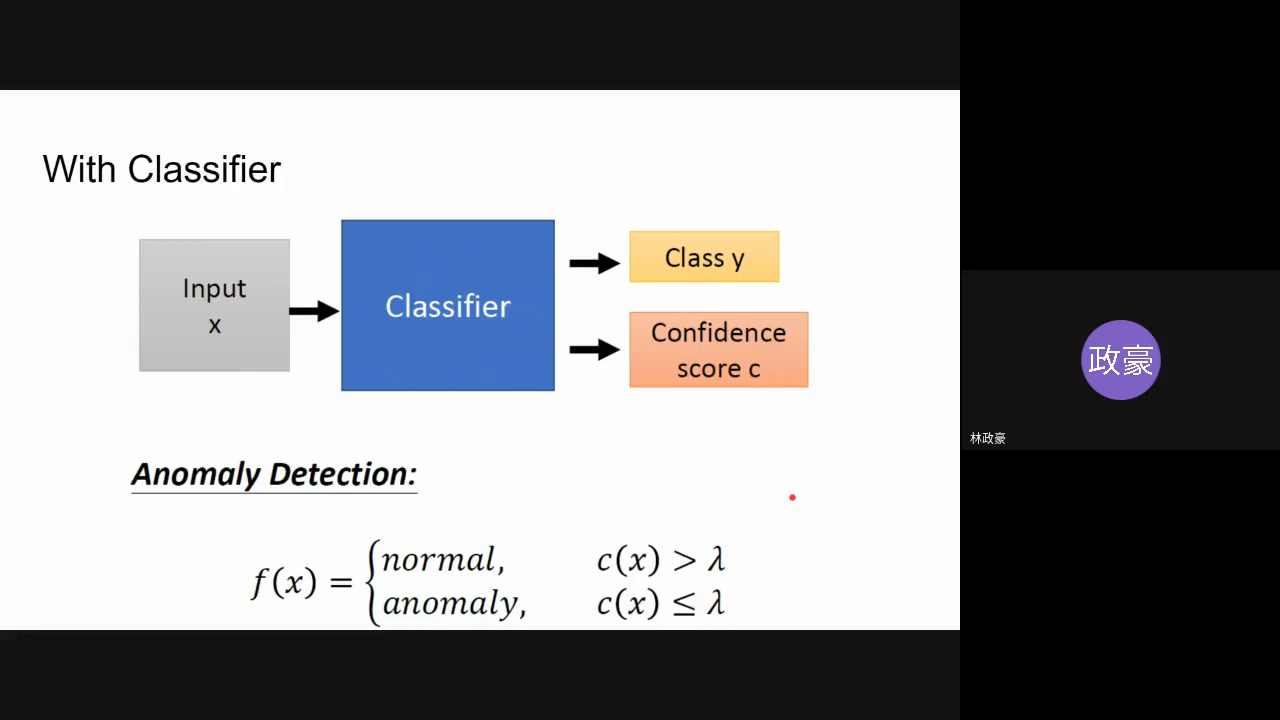 With Classifier
Input
x
Classifier
Class y
Confidence
score c
Anomaly Detection:
f(x) = { normal, c(x) > λ
anomaly, c(x) ≤ λ
政豪
林政豪